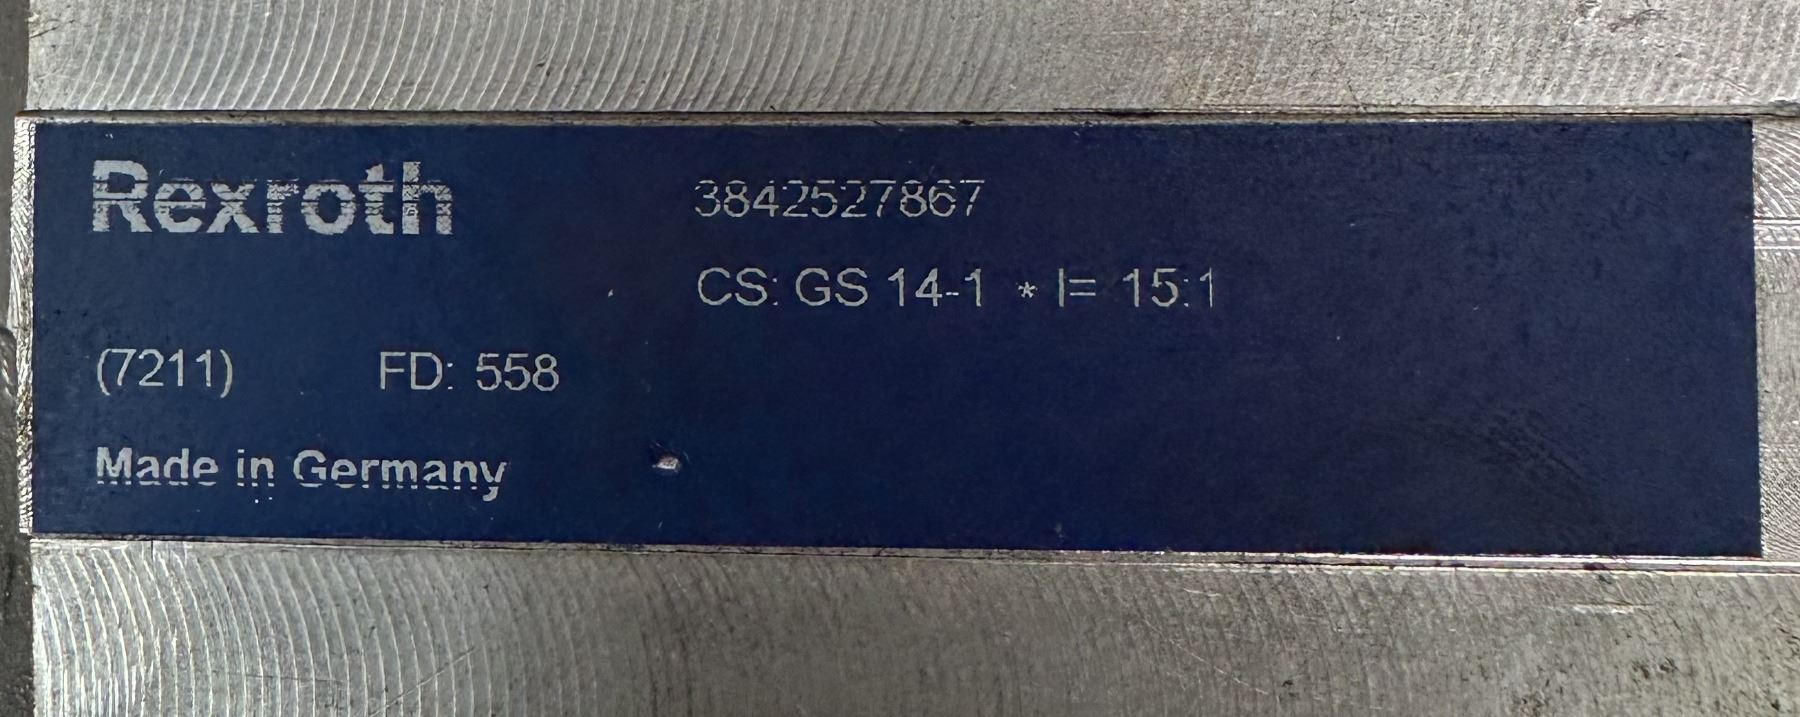 Rexroth
3842527867
CS: GS 14-1 * I= 15:1
(7211) FD: 558
Made in Germany